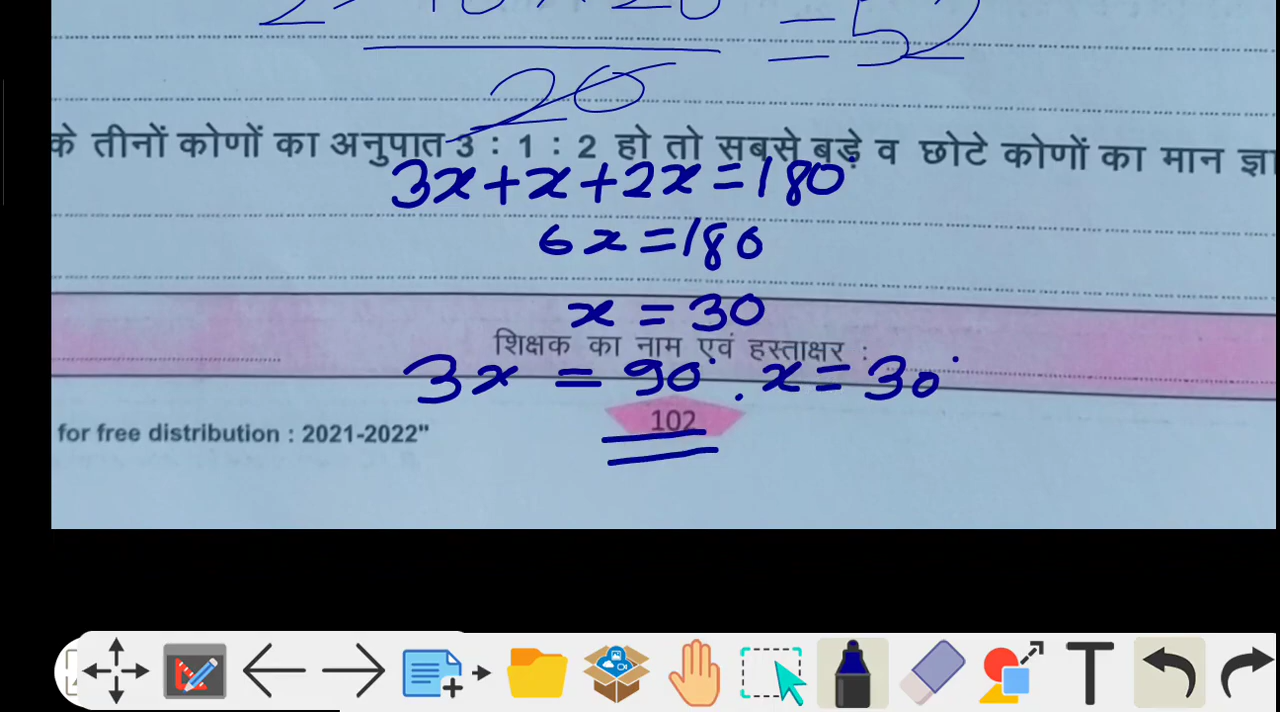 = 52
26
के तीनों कोणों का अनुपात 3 : 1 : 2 हो तो सबसे बड़े व छोटे कोणों का मान
3x+x+2x=180°
6x=180
x=30
शिक्षक का नाम एवं हस्ताक्षर :
3x = 90°. x=30°
102
for free distribution : 2021-2022"
T